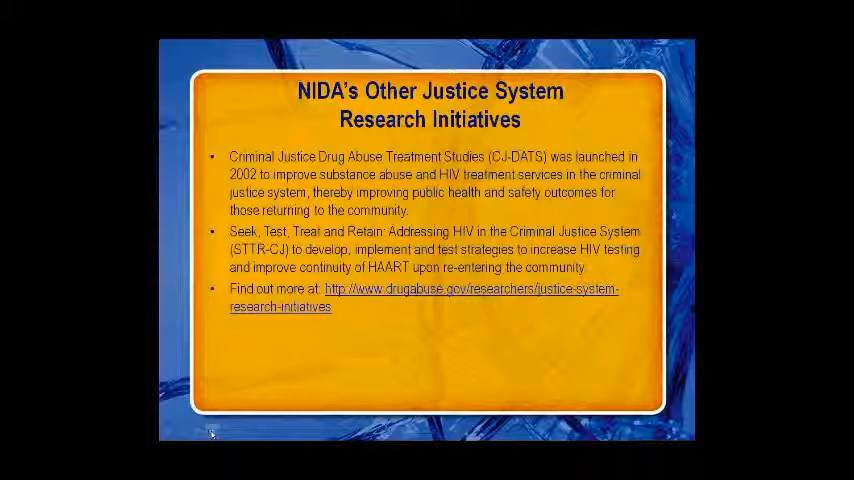 NIDA's Other Justice System
Research Initiatives
• Criminal Justice Drug Abuse Treatment Studies (CJ-DATS) was launched in
2002 to improve substance abuse and HIV treatment services in the criminal
justice system, thereby improving public health and safety outcomes for
those returning to the community.
• Seek, Test, Treat and Retain: Addressing HIV in the Criminal Justice System
(STTR-CJ) to develop, implement and test strategies to increase HIV testing
and improve continuity of HAART upon re-entering the community
• Find out more at: http://www.drugabuse.gov/researchers/justice-system-
research-initiatives